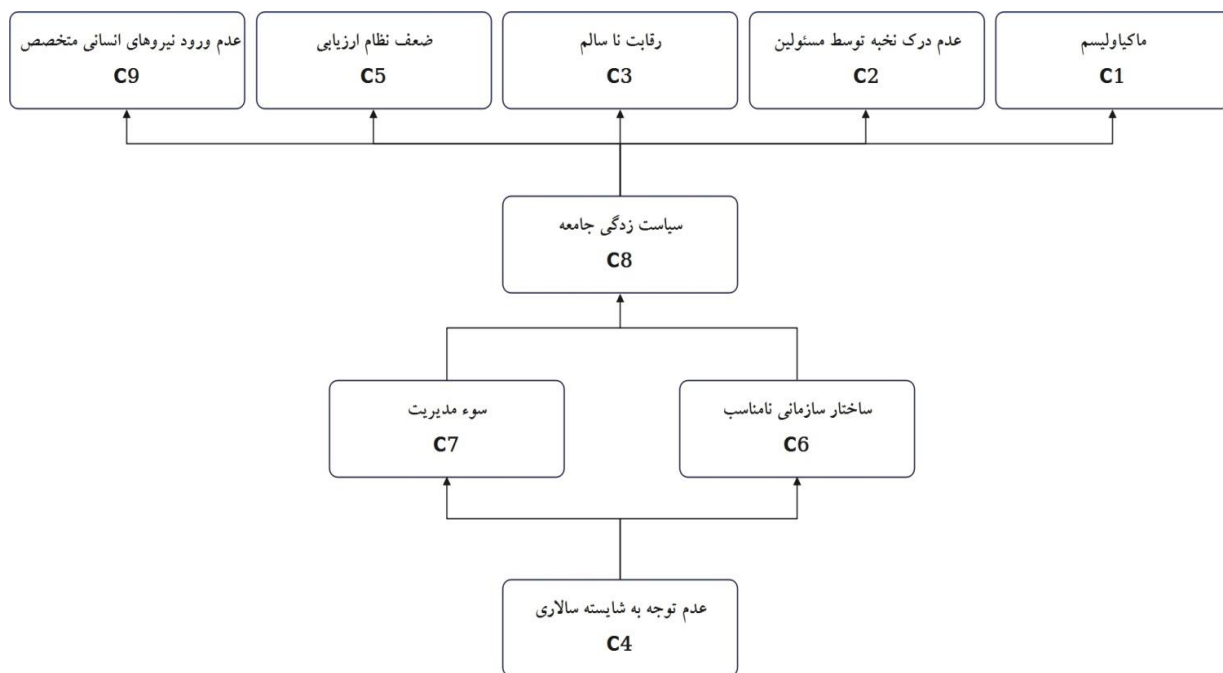 ماکیاولیسم
C1
عدم درک نخبه توسط مسئولین
C2
رقابت نا سالم
C3
ضعف نظام ارزیابی
C5
عدم ورود نیروهای انسانی متخصص
C9
سیاست زدگی جامعه
C8
ساختار سازمانی نامناسب
C6
سوء مدیریت
C7
عدم توجه به شایسته سالاری
C4